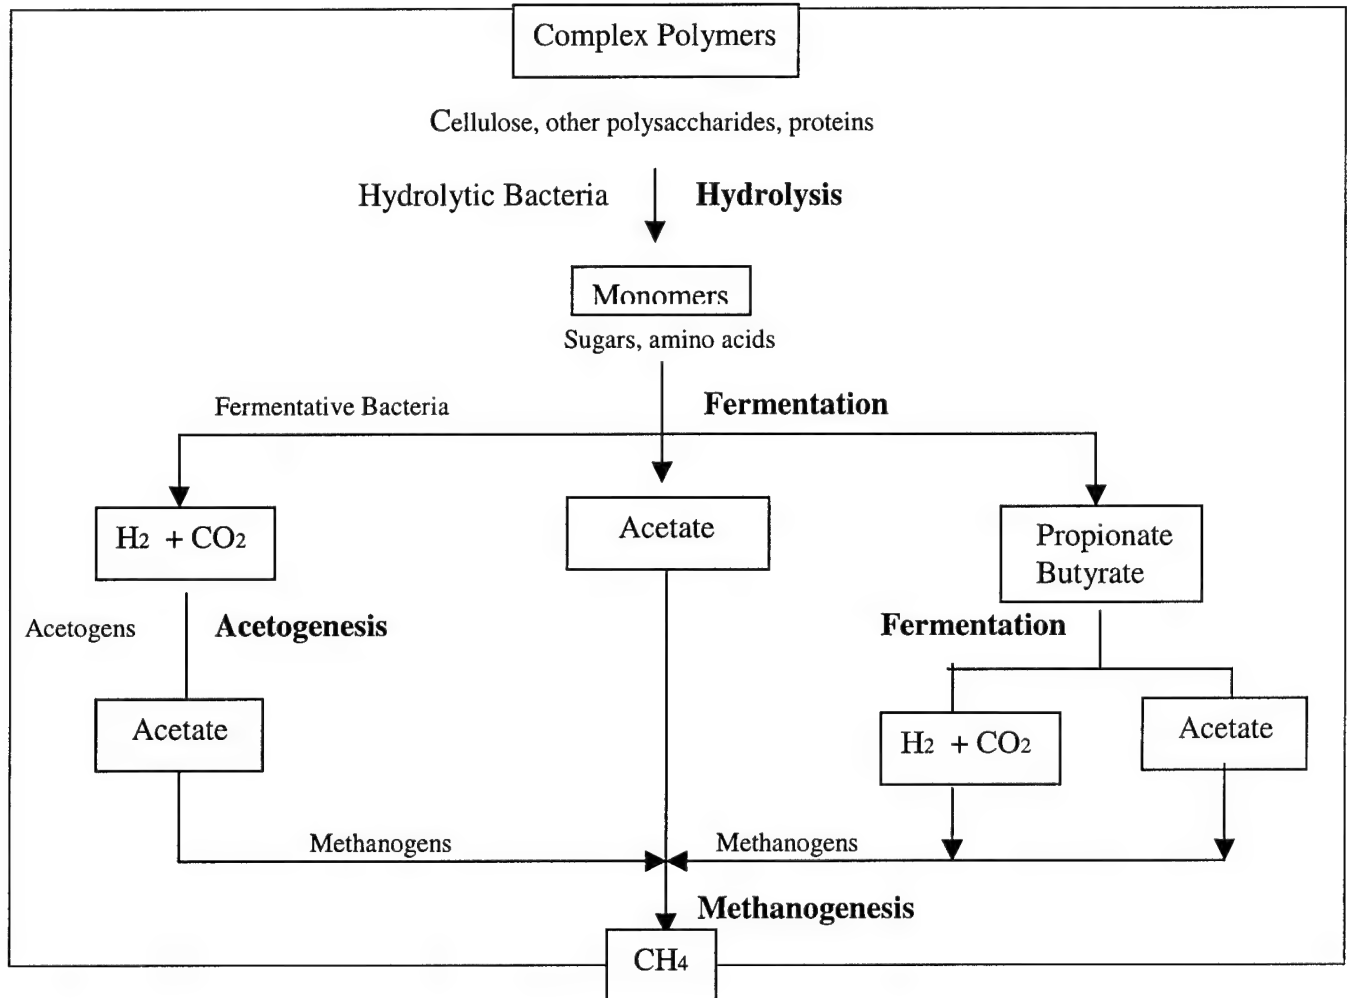 Complex Polymers
Cellulose, other polysaccharides, proteins
Hydrolytic Bacteria
Hydrolysis
Monomers
Sugars, amino acids
Fermentative Bacteria
Fermentation
H2 + CO2
Acetate
Propionate
Butyrate
Acetogens
Acetogenesis
Fermentation
Acetate
H2 + CO2
Acetate
Methanogens
Methanogens
Methanogenesis
CH4